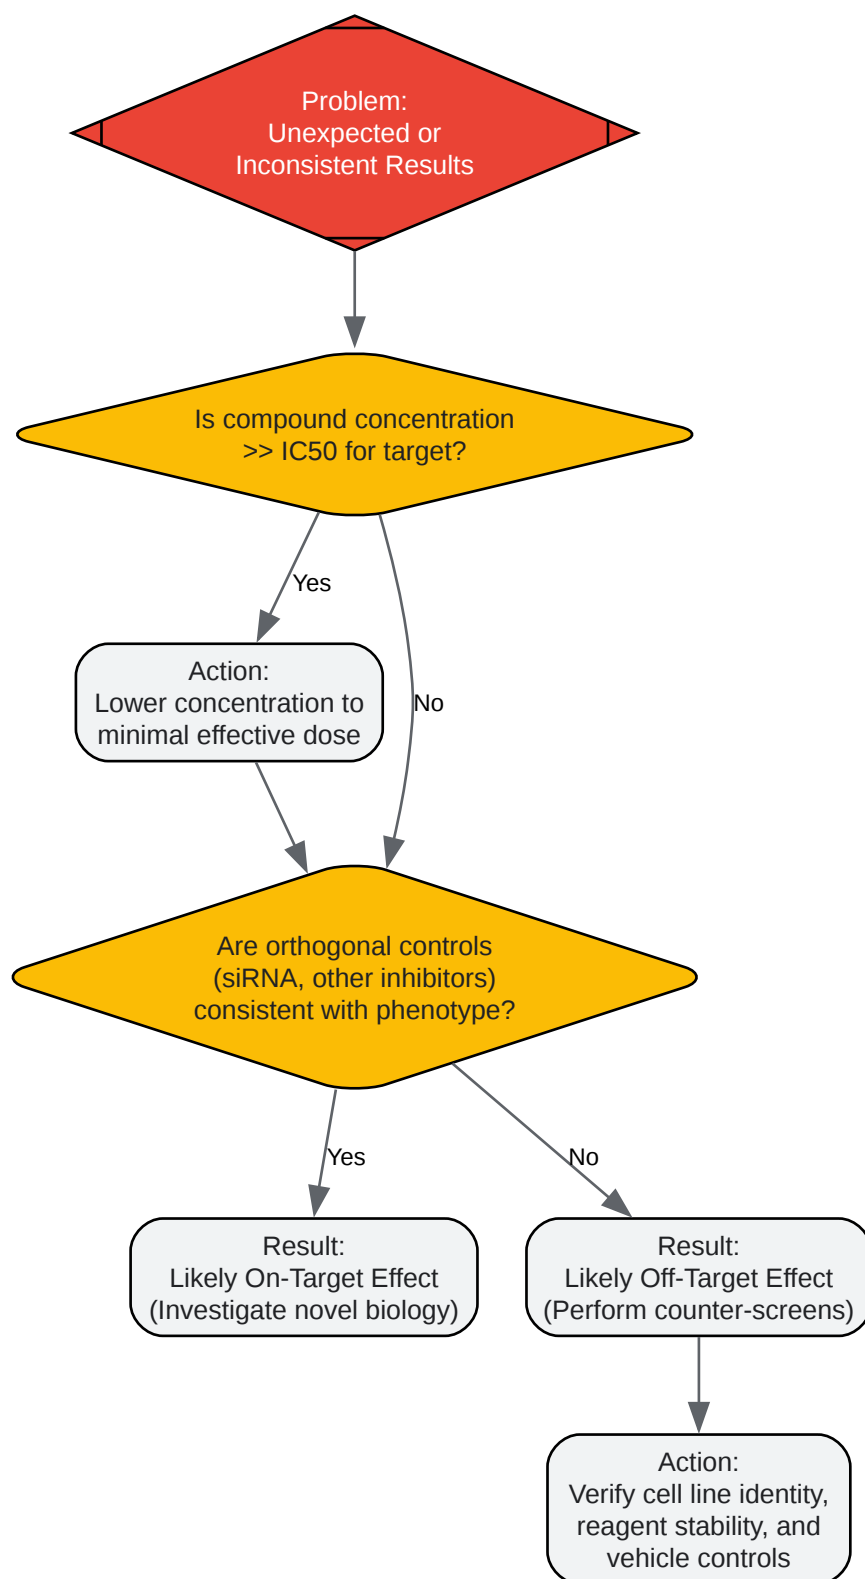 Problem:
Unexpected or
Inconsistent Results
Is compound concentration
>> IC50 for target?
Yes
No
Action:
Lower concentration to
minimal effective dose
Are orthogonal controls
(siRNA, other inhibitors)
consistent with phenotype?
Yes
No
Result:
Likely On-Target Effect
(Investigate novel biology)
Result:
Likely Off-Target Effect
(Perform counter-screens)
Action:
Verify cell line identity,
reagent stability, and
vehicle controls